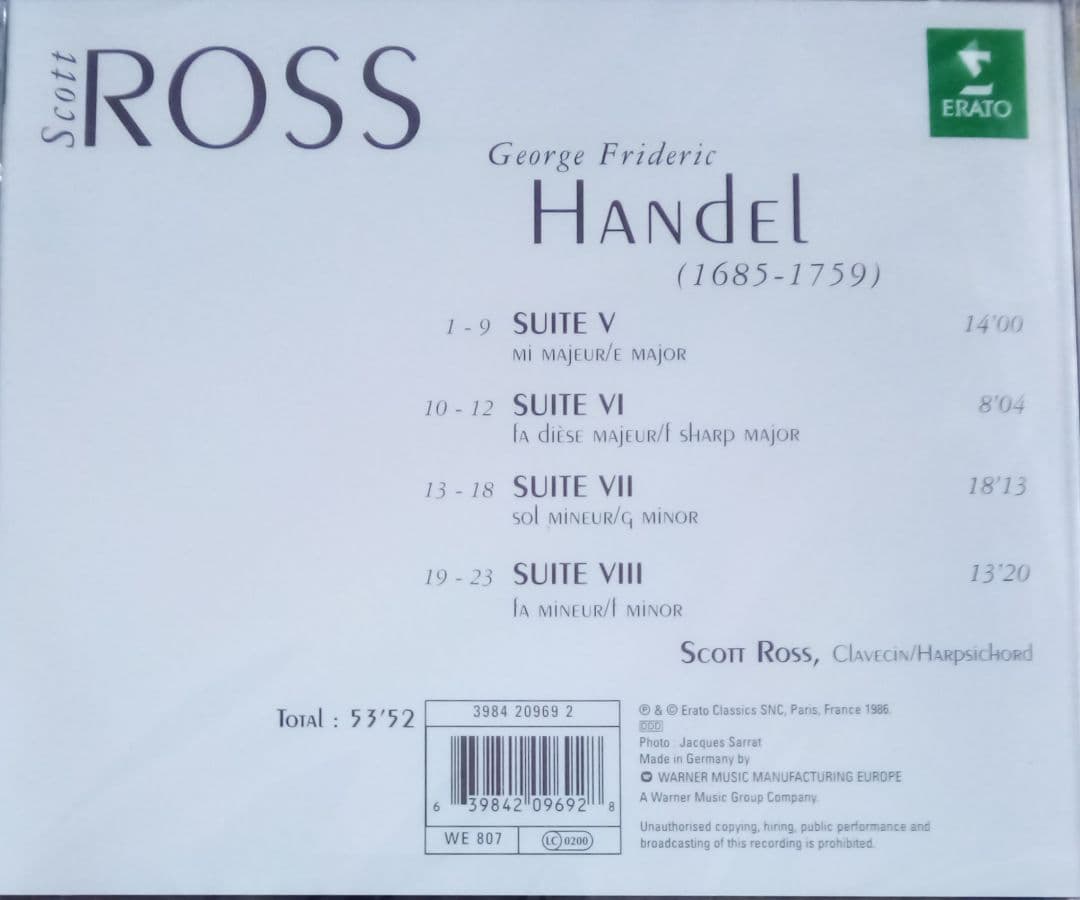 Scott ROSS
ERATO
George Frideric
Handel
(1685-1759)
1 - 9 SUITE V 14'00
mi majeur/E major
10 - 12 SUITE VI 8'04
fa dièse majeur/f sharp major
13 - 18 SUITE VII 18'13
sol mineur/g minor
19 - 23 SUITE VIII 13'20
fa mineur/f minor
Scott Ross, Clavecin/Harpsichord
Total : 53'52
3984 20969 2
6 39842 09692 8
WE 807
LC 0200
℗ & © Erato Classics SNC, Paris, France 1986.
DDD
Photo : Jacques Sarrat
Made in Germany by
WARNER MUSIC MANUFACTURING EUROPE
A Warner Music Group Company.
Unauthorised copying, hiring, public performance and
broadcasting of this recording is prohibited.